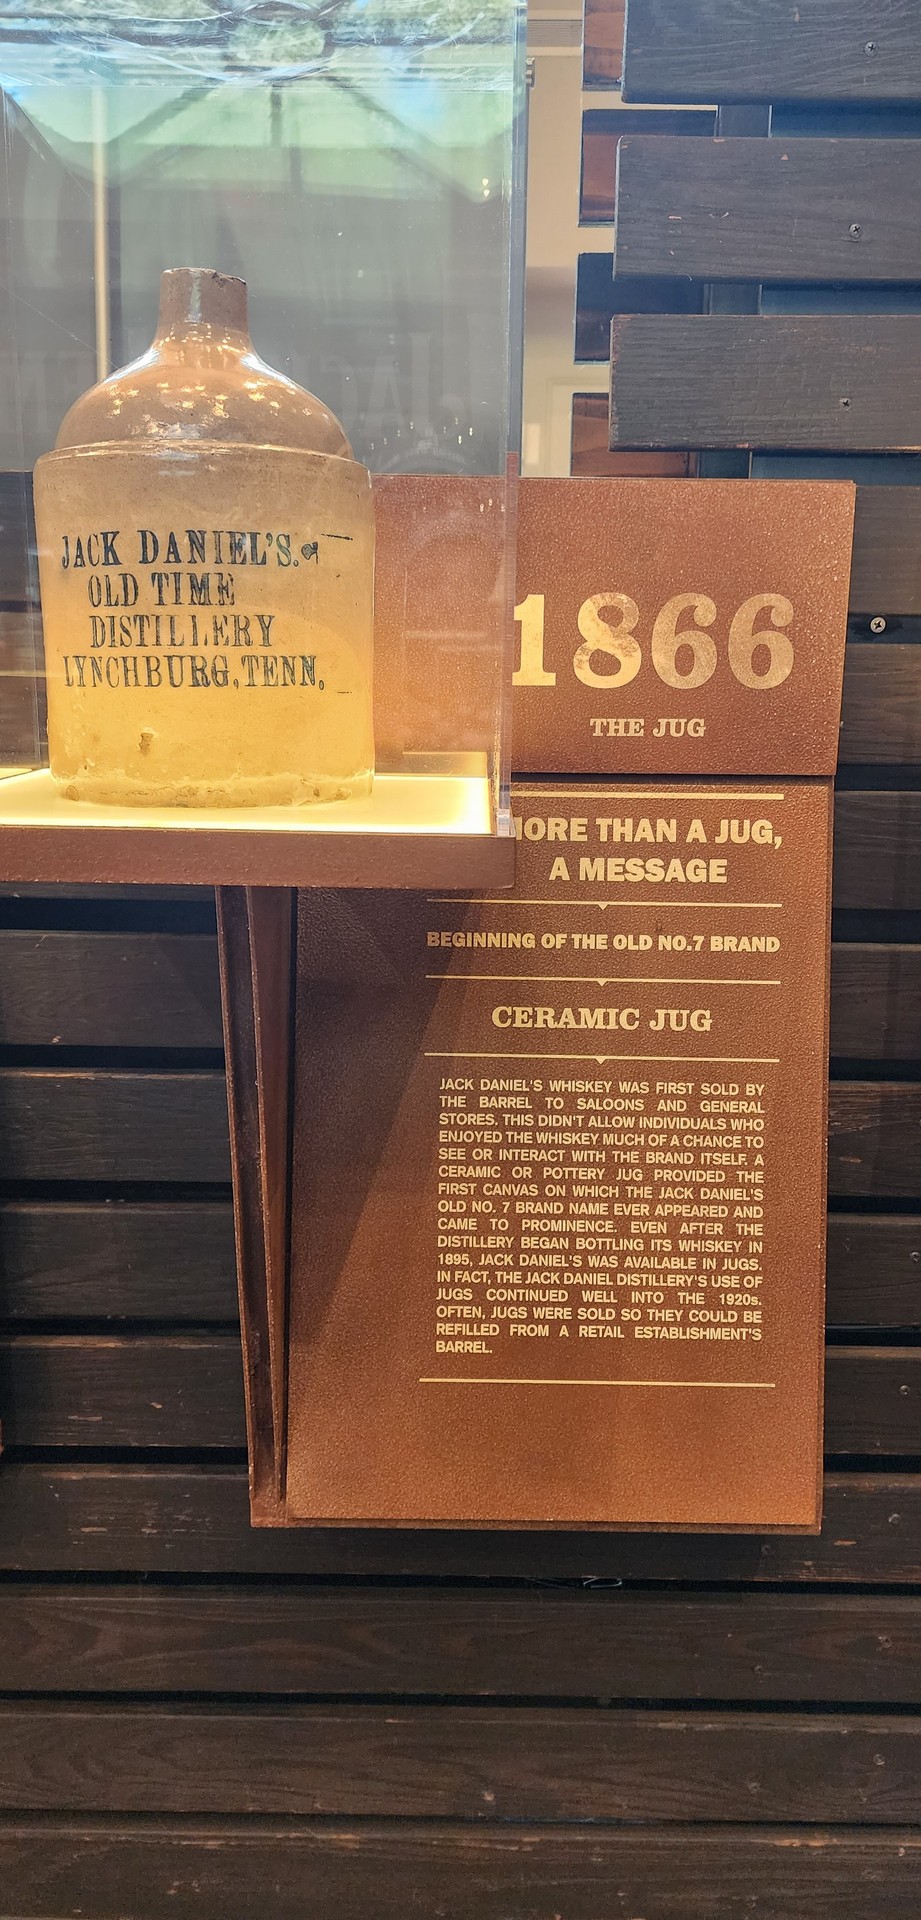 JACK DANIEL'S.
OLD TIME
DISTILLERY
LYNCHBURG, TENN.
1866
THE JUG
MORE THAN A JUG,
A MESSAGE
BEGINNING OF THE OLD NO.7 BRAND
CERAMIC JUG
JACK DANIEL'S WHISKEY WAS FIRST SOLD BY
THE BARREL TO SALOONS AND GENERAL
STORES. THIS DIDN'T ALLOW INDIVIDUALS WHO
ENJOYED THE WHISKEY MUCH OF A CHANCE TO
SEE OR INTERACT WITH THE BRAND ITSELF. A
CERAMIC OR POTTERY JUG PROVIDED THE
FIRST CANVAS ON WHICH THE JACK DANIEL'S
OLD NO. 7 BRAND NAME EVER APPEARED AND
CAME TO PROMINENCE. EVEN AFTER THE
DISTILLERY BEGAN BOTTLING ITS WHISKEY IN
1895, JACK DANIEL'S WAS AVAILABLE IN JUGS.
IN FACT, THE JACK DANIEL DISTILLERY'S USE OF
JUGS CONTINUED WELL INTO THE 1920s.
OFTEN, JUGS WERE SOLD SO THEY COULD BE
REFILLED FROM A RETAIL ESTABLISHMENT'S
BARREL.